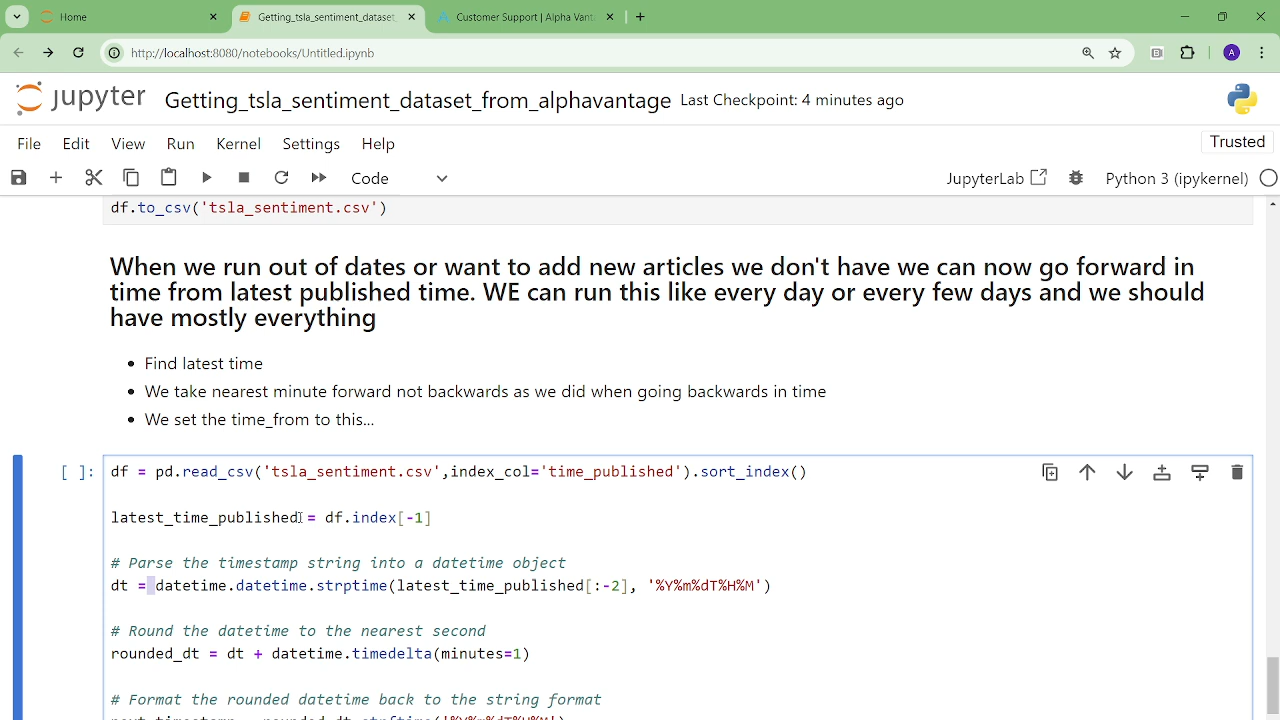 Home
Getting_tsla_sentiment_dataset
Customer Support | Alpha Vant
http://localhost:8080/notebooks/Untitled.ipynb
A
jupyter Getting_tsla_sentiment_dataset_from_alphavantage Last Checkpoint: 4 minutes ago
File Edit View Run Kernel Settings Help
Trusted
Code
JupyterLab
Python 3 (ipykernel)
df.to_csv('tsla_sentiment.csv')
When we run out of dates or want to add new articles we don't have we can now go forward in
time from latest published time. WE can run this like every day or every few days and we should
have mostly everything
• Find latest time
• We take nearest minute forward not backwards as we did when going backwards in time
• We set the time_from to this...
[ ]: df = pd.read_csv('tsla_sentiment.csv',index_col='time_published').sort_index()
latest_time_published = df.index[-1]
# Parse the timestamp string into a datetime object
dt = datetime.datetime.strptime(latest_time_published[:-2], '%Y%m%dT%H%M')
# Round the datetime to the nearest second
rounded_dt = dt + datetime.timedelta(minutes=1)
# Format the rounded datetime back to the string format